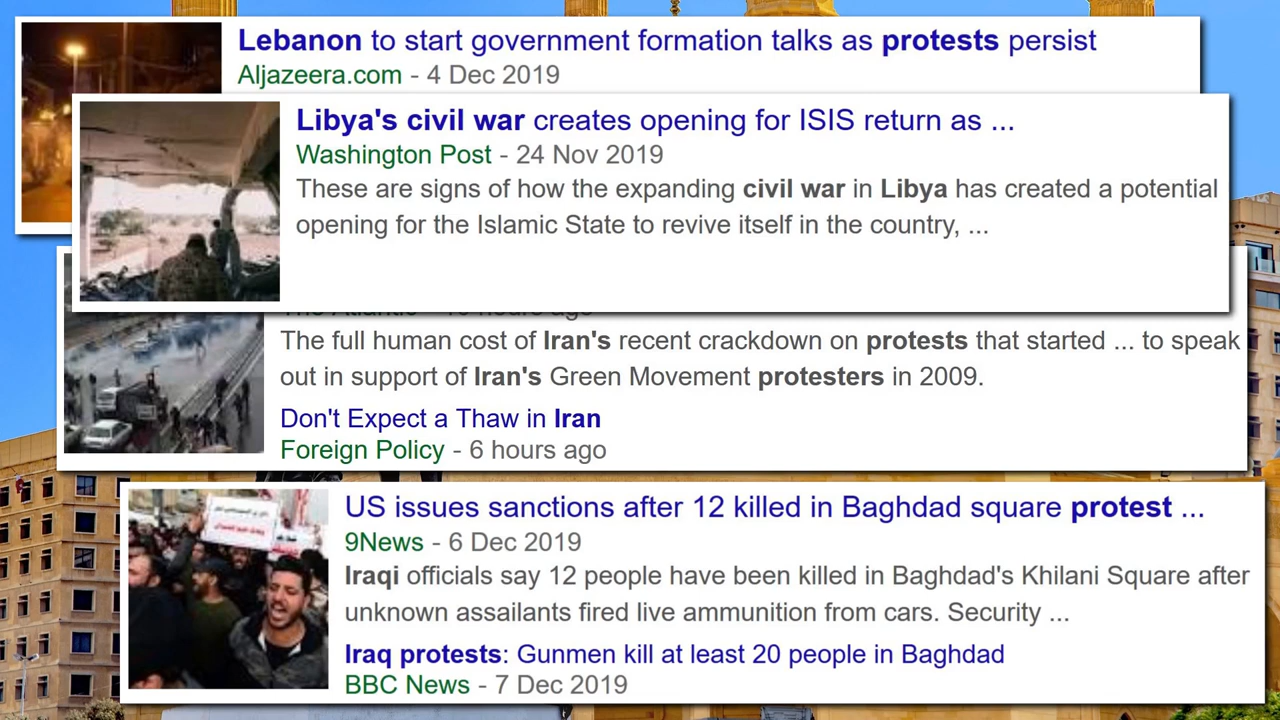 Lebanon to start government formation talks as protests persist
Aljazeera.com - 4 Dec 2019
Libya's civil war creates opening for ISIS return as ...
Washington Post - 24 Nov 2019
These are signs of how the expanding civil war in Libya has created a potential
opening for the Islamic State to revive itself in the country, ...
The full human cost of Iran's recent crackdown on protests that started ... to speak
out in support of Iran's Green Movement protesters in 2009.
Don't Expect a Thaw in Iran
Foreign Policy - 6 hours ago
US issues sanctions after 12 killed in Baghdad square protest ...
9News - 6 Dec 2019
Iraqi officials say 12 people have been killed in Baghdad's Khilani Square after
unknown assailants fired live ammunition from cars. Security ...
Iraq protests: Gunmen kill at least 20 people in Baghdad
BBC News - 7 Dec 2019